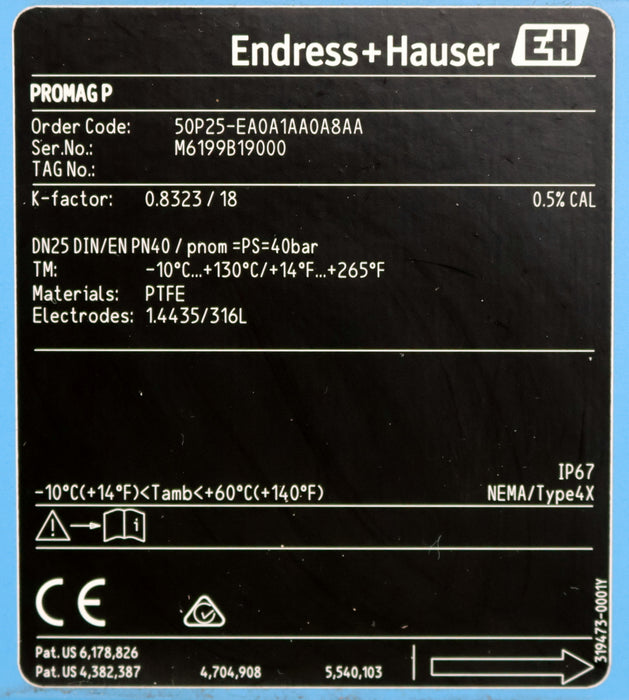 Endress+Hauser EH
PROMAG P
Order Code: 50P25-EA0A1AA0A8AA
Ser.No.: M6199B19000
TAG No.:
K-factor: 0.8323 / 18 0.5% CAL
DN25 DIN/EN PN40 / pnom =PS=40bar
TM: -10°C...+130°C/+14°F...+265°F
Materials: PTFE
Electrodes: 1.4435/316L
IP67
-10°C(+14°F)<Tamb<+60°C(+140°F) NEMA/Type4X
i
CE
319473-0001Y
Pat. US 6,178,826
Pat. US 4,382,387 4,704,908 5,540,103